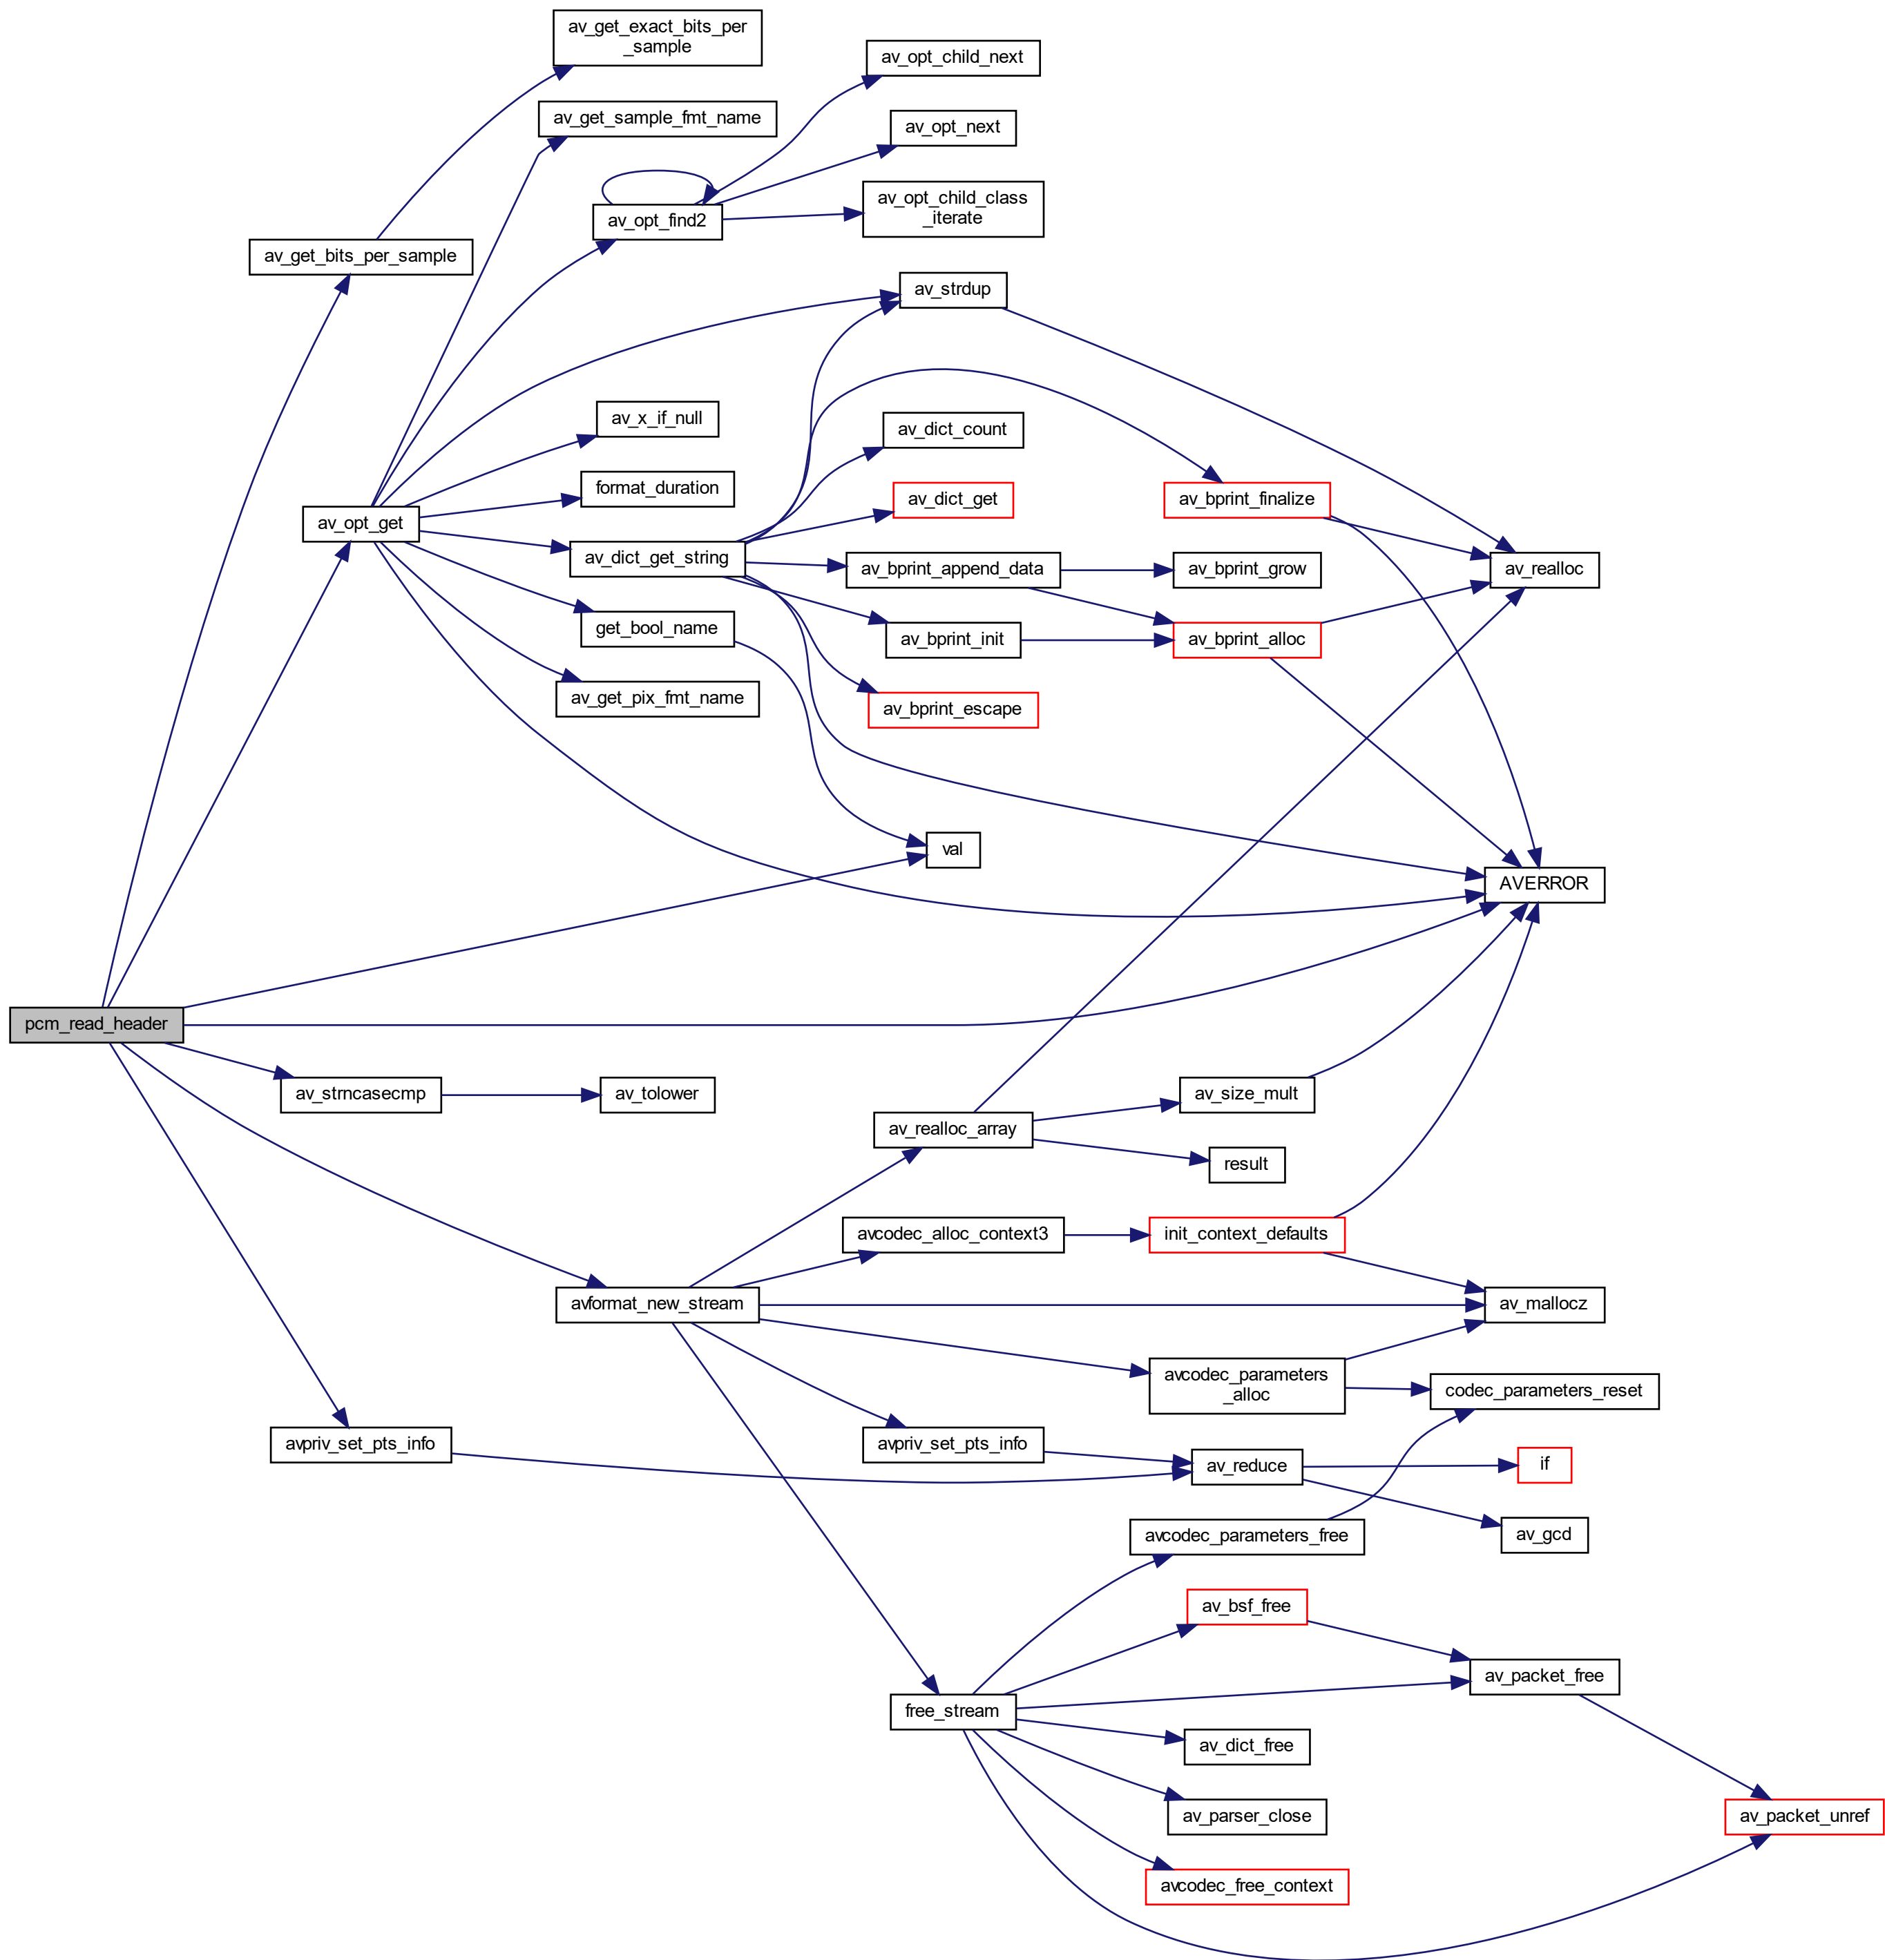 av_get_exact_bits_per
_sample
av_opt_child_next
av_get_sample_fmt_name
av_opt_next
av_opt_find2
av_opt_child_class
_iterate
av_get_bits_per_sample
av_strdup
av_x_if_null
av_dict_count
format_duration
av_dict_get
av_bprint_finalize
av_opt_get
av_dict_get_string
av_bprint_append_data
av_bprint_grow
av_realloc
get_bool_name
av_bprint_init
av_bprint_alloc
av_get_pix_fmt_name
av_bprint_escape
val
AVERROR
pcm_read_header
av_strncasecmp
av_tolower
av_size_mult
av_realloc_array
result
avcodec_alloc_context3
init_context_defaults
avformat_new_stream
av_mallocz
avcodec_parameters
_alloc
codec_parameters_reset
avpriv_set_pts_info
avpriv_set_pts_info
av_reduce
if
avcodec_parameters_free
av_gcd
av_bsf_free
av_packet_free
free_stream
av_dict_free
av_parser_close
av_packet_unref
avcodec_free_context